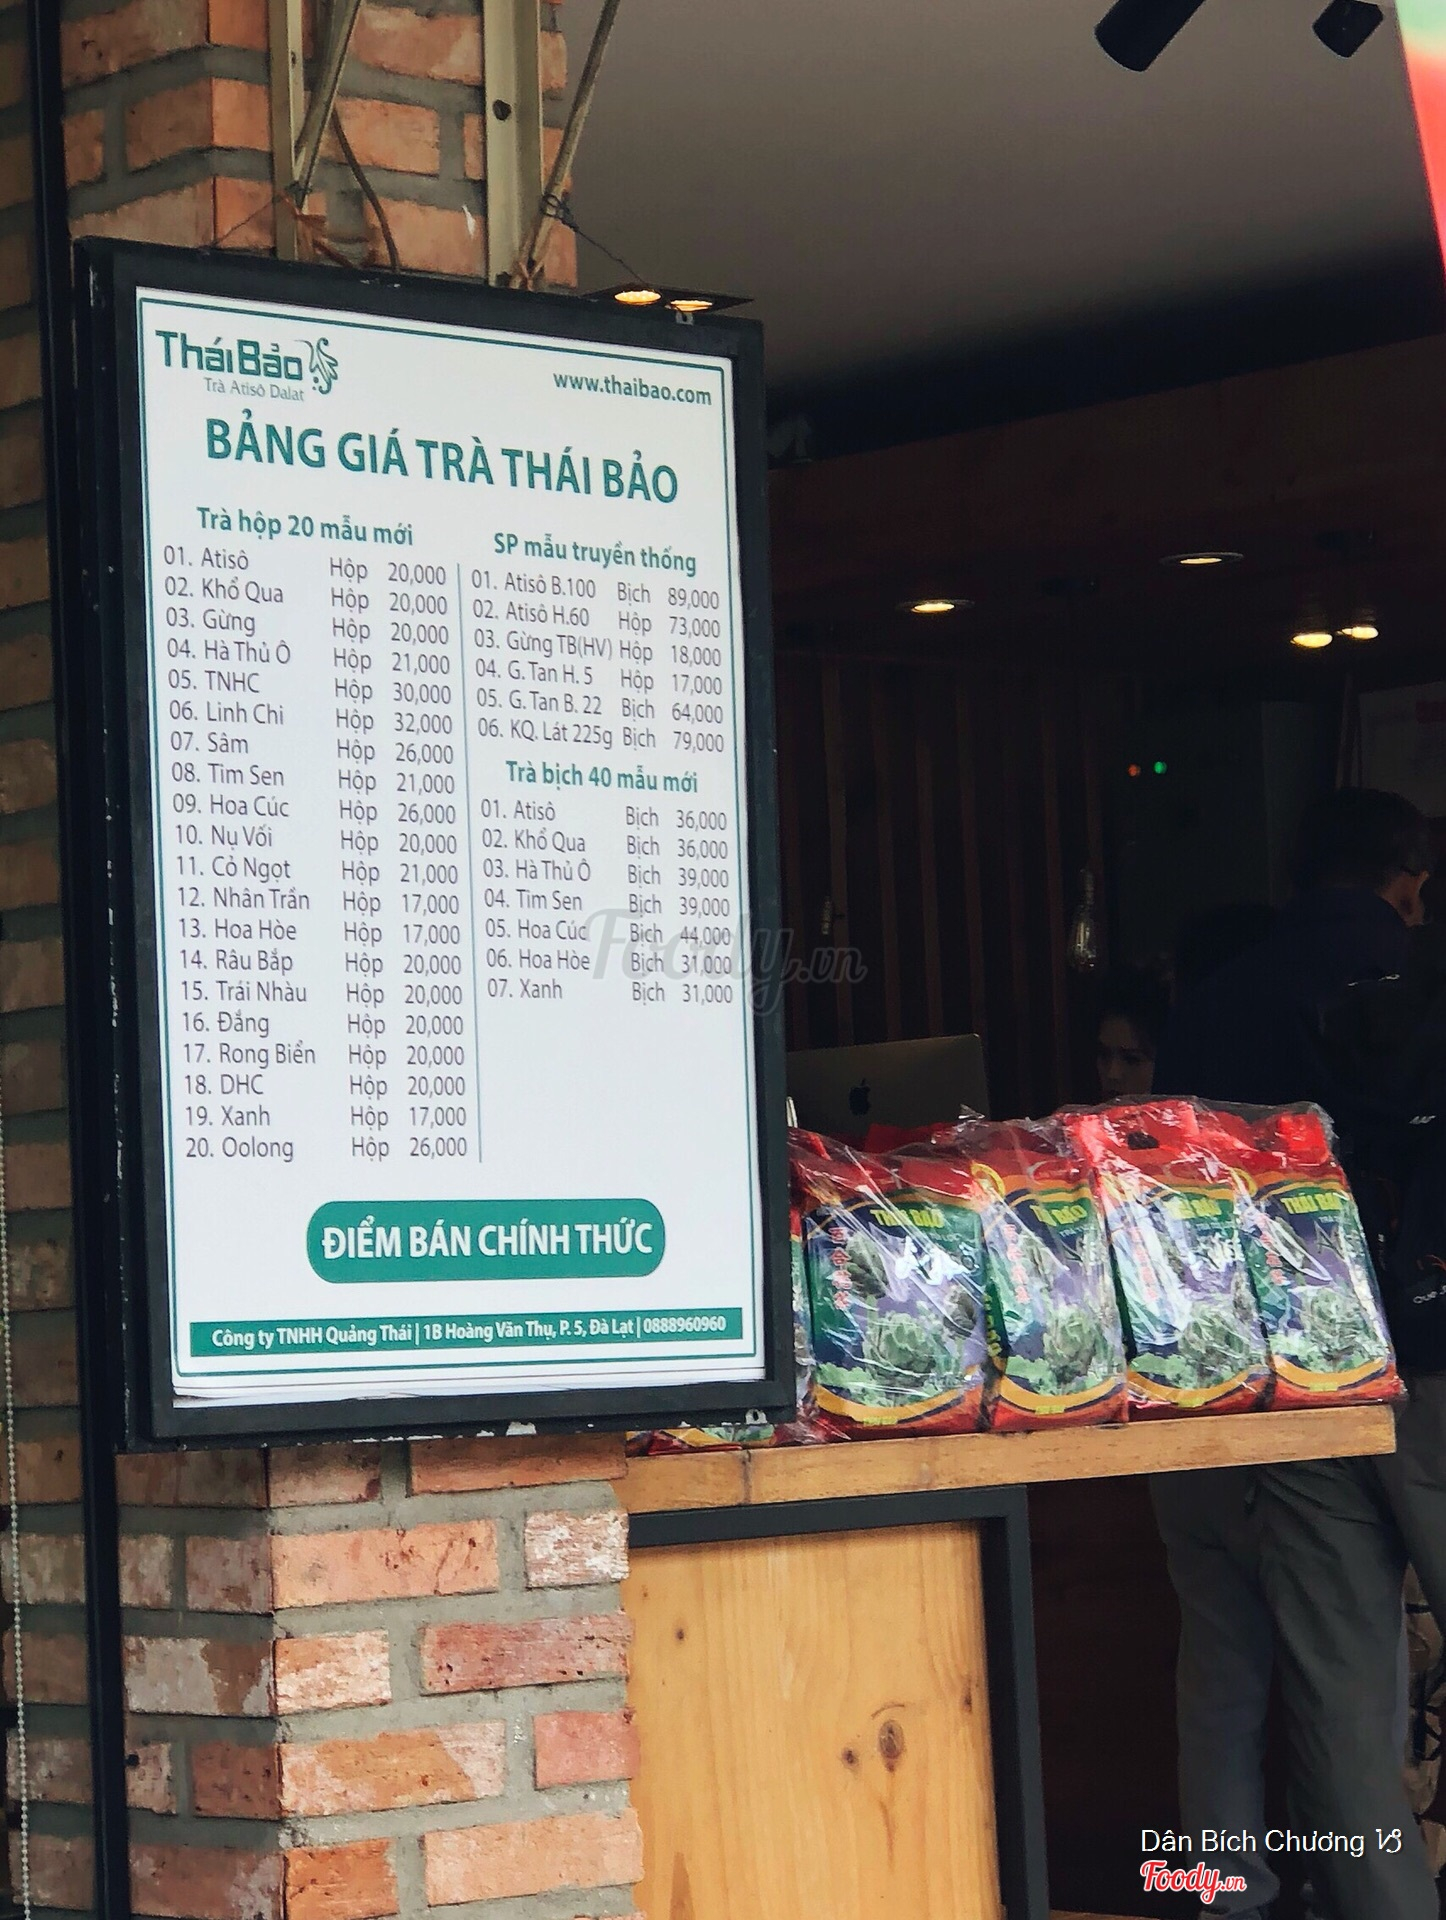 Thái Bảo
Trà Atisô Dalat
www.thaibao.com
BẢNG GIÁ TRÀ THÁI BẢO
Trà hộp 20 mẫu mới
01. Atisô Hộp 20,000
02. Khổ Qua Hộp 20,000
03. Gừng Hộp 20,000
04. Hà Thủ Ô Hộp 21,000
05. TNHC Hộp 30,000
06. Linh Chi Hộp 32,000
07. Sâm Hộp 26,000
08. Tim Sen Hộp 21,000
09. Hoa Cúc Hộp 26,000
10. Nụ Vối Hộp 20,000
11. Cỏ Ngọt Hộp 21,000
12. Nhân Trần Hộp 17,000
13. Hoa Hòe Hộp 17,000
14. Râu Bắp Hộp 20,000
15. Trái Nhàu Hộp 20,000
16. Đắng Hộp 20,000
17. Rong Biển Hộp 20,000
18. DHC Hộp 20,000
19. Xanh Hộp 17,000
20. Oolong Hộp 26,000
SP mẫu truyền thống
01. Atisô B.100 Bịch 89,000
02. Atisô H.60 Hộp 73,000
03. Gừng TB(HV) Hộp 18,000
04. G. Tan H. 5 Hộp 17,000
05. G. Tan B. 22 Bịch 64,000
06. KQ. Lát 225g Bịch 79,000
Trà bịch 40 mẫu mới
01. Atisô Bịch 36,000
02. Khổ Qua Bịch 36,000
03. Hà Thủ Ô Bịch 39,000
04. Tim Sen Bịch 39,000
05. Hoa Cúc Bịch 44,000
06. Hoa Hòe Bịch 31,000
07. Xanh Bịch 31,000
Foody.vn
ĐIỂM BÁN CHÍNH THỨC
Công ty TNHH Quảng Thái | 1B Hoàng Văn Thụ, P. 5, Đà Lạt | 0888960960
THÁI BẢO
THÁI BẢO
Dân Bích Chương ♑
Foody.vn